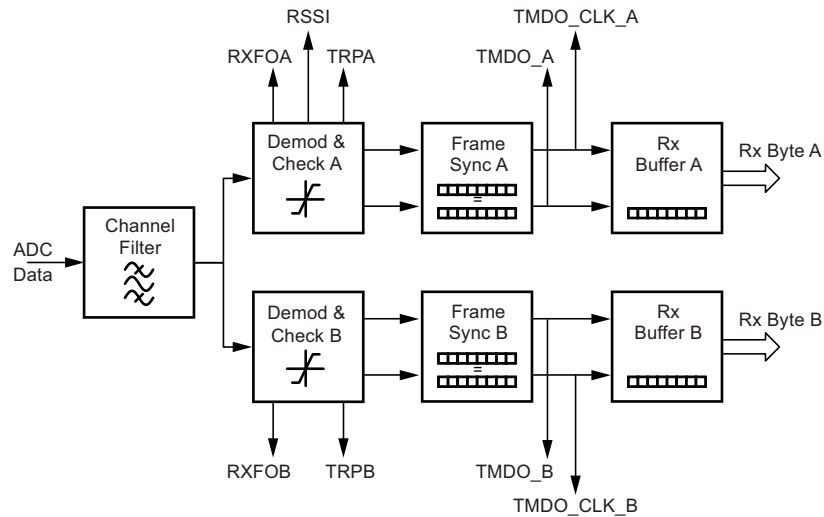 RSSI
TMDO_CLK_A
RXFOA
TRPA
TMDO_A
Demod &
Check A
Frame
Sync A
=
Rx
Buffer A
Rx Byte A
Channel
Filter
ADC
Data
Demod &
Check B
Frame
Sync B
=
Rx
Buffer B
Rx Byte B
RXFOB
TRPB
TMDO_B
TMDO_CLK_B